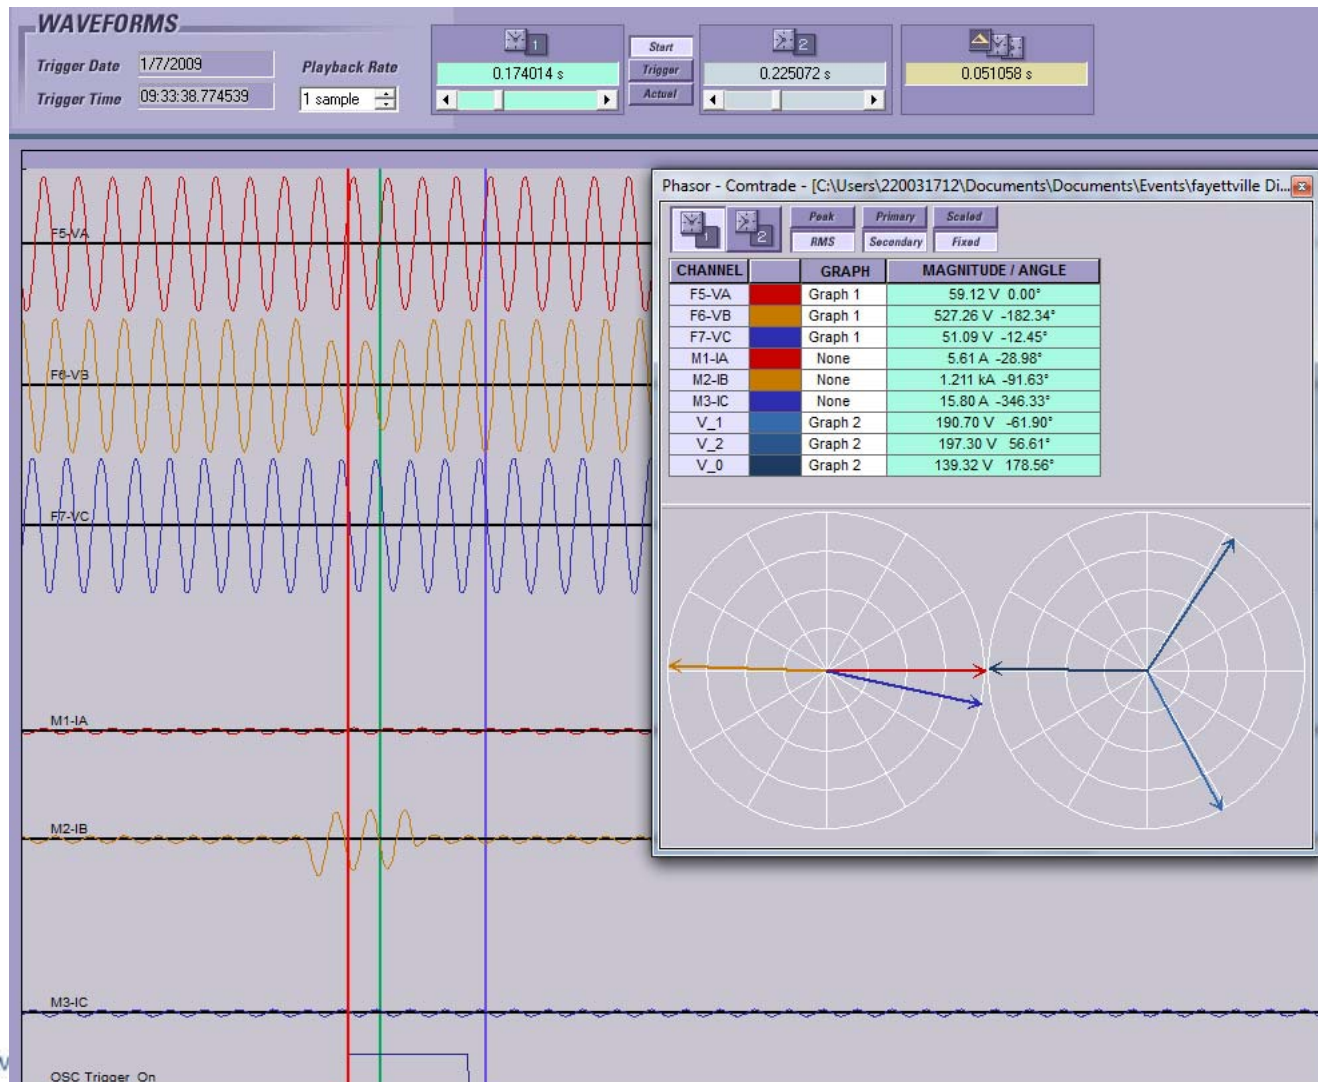 WAVEFORMS
Trigger Date 1/7/2009
Trigger Time 09:33:38.774539
Playback Rate
1 sample
1
0.174014 s
Start
Trigger
Actual
2
0.225072 s
0.051058 s
F5-VA
F6-VB
F7-VC
M1-IA
M2-IB
M3-IC
OSC Trigger On
Phasor - Comtrade - [C:\Users\220031712\Documents\Documents\Events\fayettville Di...
1 2
Peak Primary Scaled
RMS Secondary Fixed
CHANNEL GRAPH MAGNITUDE / ANGLE
F5-VA Graph 1 59.12 V 0.00°
F6-VB Graph 1 527.26 V -182.34°
F7-VC Graph 1 51.09 V -12.45°
M1-IA None 5.61 A -28.98°
M2-IB None 1.211 kA -91.63°
M3-IC None 15.80 A -346.33°
V_1 Graph 2 190.70 V -61.90°
V_2 Graph 2 197.30 V 56.61°
V_0 Graph 2 139.32 V 178.56°